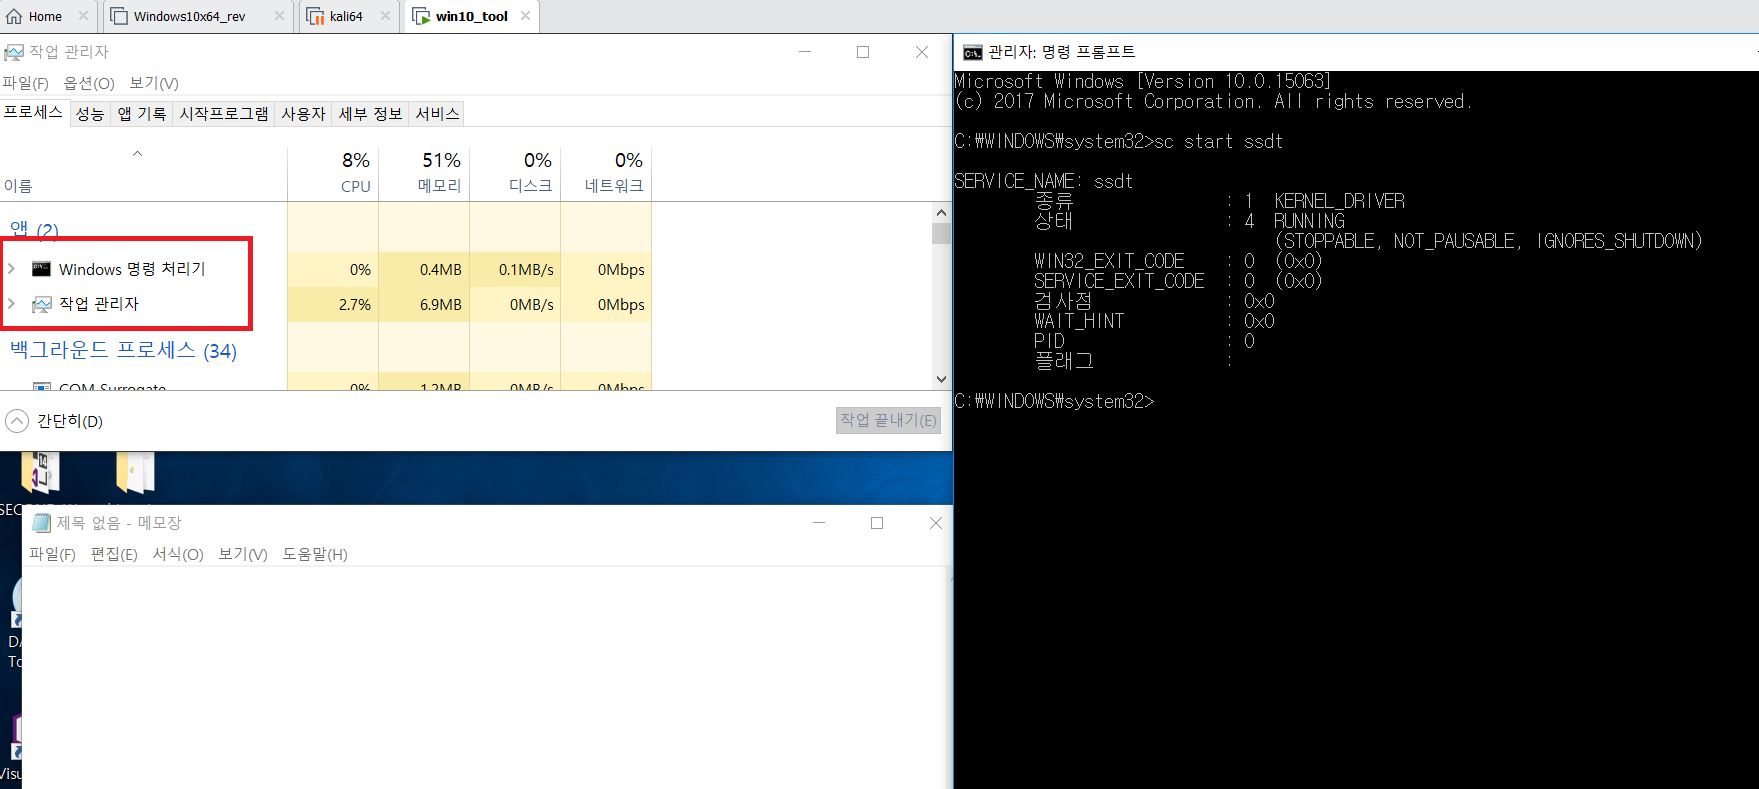 Home
Windows10x64_rev
kali64
win10_tool
작업 관리자
파일(F) 옵션(O) 보기(V)
프로세스 성능 앱 기록 시작프로그램 사용자 세부 정보 서비스
8% 51% 0% 0%
이름 CPU 메모리 디스크 네트워크
앱 (2)
Windows 명령 처리기 0% 0.4MB 0.1MB/s 0Mbps
작업 관리자 2.7% 6.9MB 0MB/s 0Mbps
백그라운드 프로세스 (34)
COM Surrogate 0% 1.2MB 0MB/s 0Mbps
간단히(D)
작업 끝내기(E)
제목 없음 - 메모장
파일(F) 편집(E) 서식(O) 보기(V) 도움말(H)
관리자: 명령 프롬프트
Microsoft Windows [Version 10.0.15063]
(c) 2017 Microsoft Corporation. All rights reserved.
C:₩WINDOWS₩system32>sc start ssdt
SERVICE_NAME: ssdt
종류 : 1 KERNEL_DRIVER
상태 : 4 RUNNING
(STOPPABLE, NOT_PAUSABLE, IGNORES_SHUTDOWN)
WIN32_EXIT_CODE : 0 (0x0)
SERVICE_EXIT_CODE : 0 (0x0)
검사점 : 0x0
WAIT_HINT : 0x0
PID : 0
플래그 :
C:₩WINDOWS₩system32>